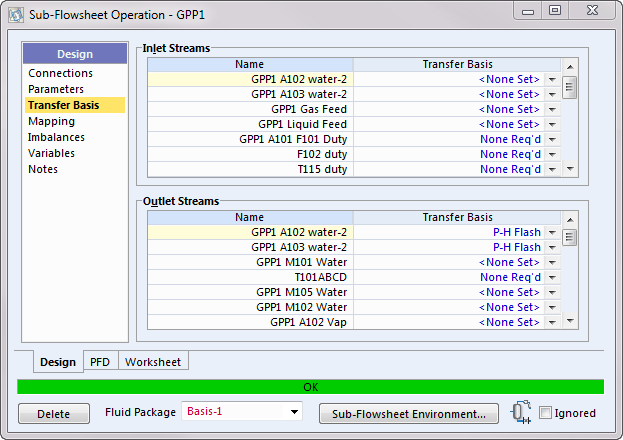 Sub-Flowsheet Operation - GPP1
Design
Connections
Parameters
Transfer Basis
Mapping
Imbalances
Variables
Notes
Inlet Streams
Name Transfer Basis
GPP1 A102 water-2 <None Set>
GPP1 A103 water-2 <None Set>
GPP1 Gas Feed <None Set>
GPP1 Liquid Feed <None Set>
GPP1 A101 F101 Duty None Req'd
F102 duty None Req'd
T115 duty None Req'd
Outlet Streams
Name Transfer Basis
GPP1 A102 water-2 P-H Flash
GPP1 A103 water-2 P-H Flash
GPP1 M101 Water <None Set>
T101ABCD None Req'd
GPP1 M105 Water <None Set>
GPP1 M102 Water <None Set>
GPP1 A102 Vap <None Set>
Design PFD Worksheet
OK
Delete Fluid Package Basis-1 Sub-Flowsheet Environment... Ignored